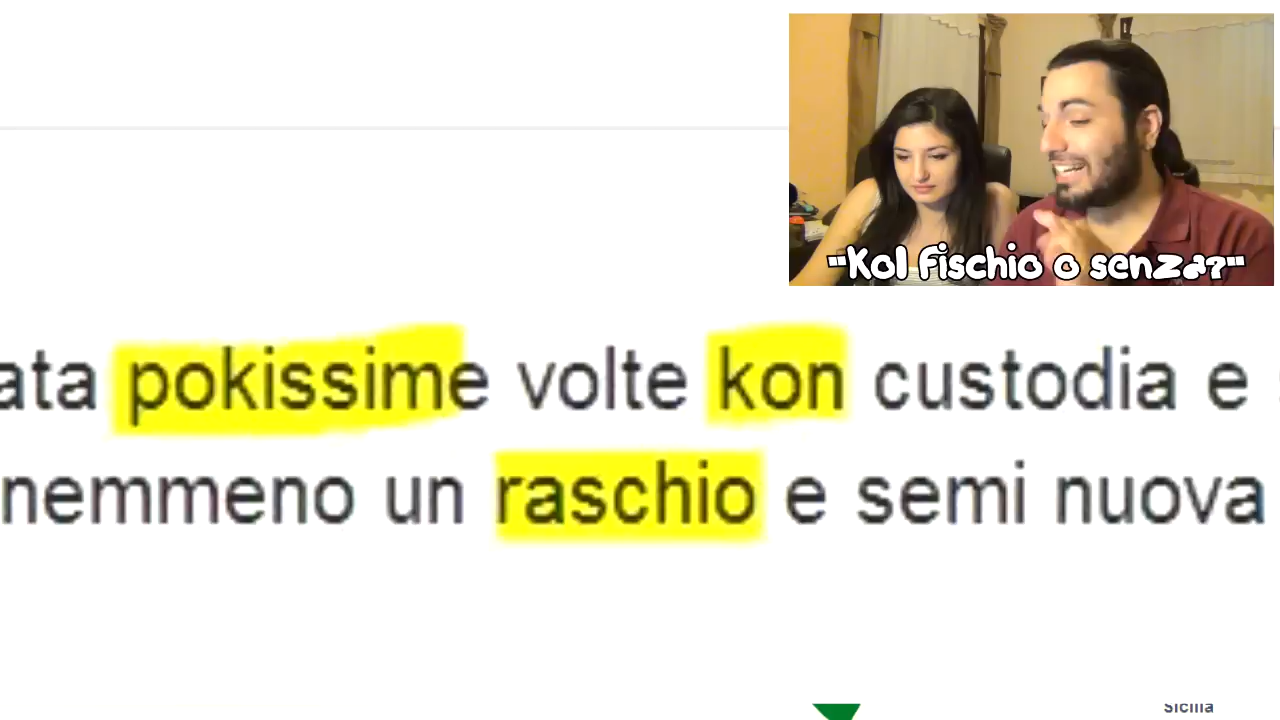 "Kol Fischio o senza?"
ata pokissime volte kon custodia e
nemmeno un raschio e semi nuova
Sicilia